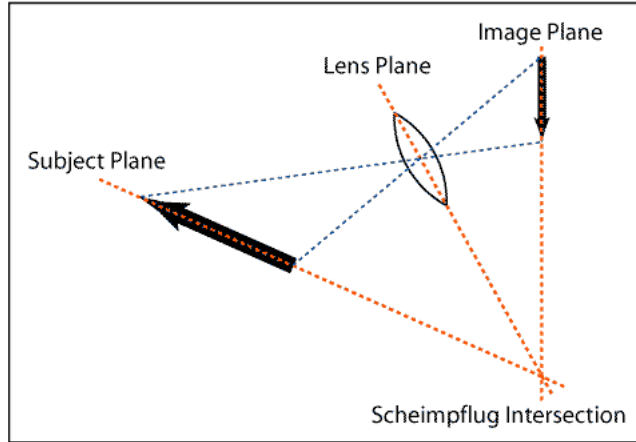 Image Plane
Lens Plane
Subject Plane
Scheimpflug Intersection